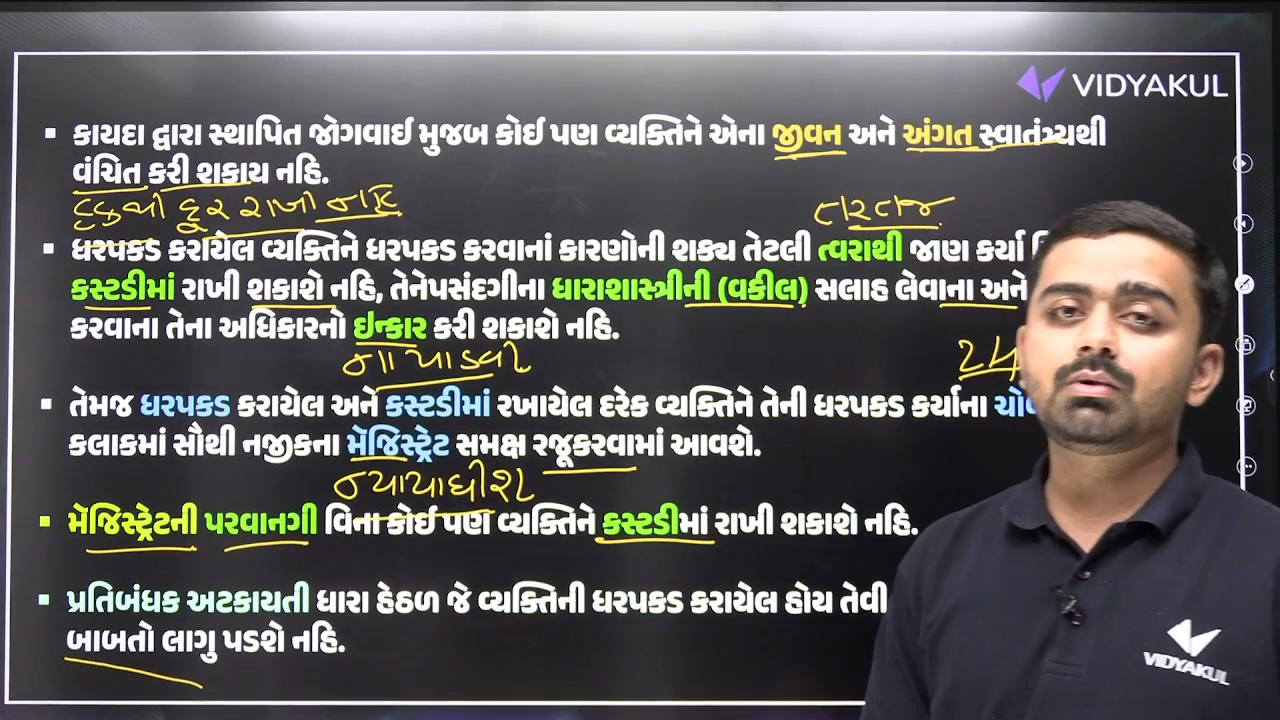 VIDYAKUL
▪ કાયદા દ્વારા સ્થાપિત જોગવાઈ મુજબ કોઈ પણ વ્યક્તિને એના જીવન અને અંગત સ્વાતંત્ર્યથી
વંચિત કરી શકાય નહિ.
હકથી દૂર રાખી નહિ
તરતજ
▪ ધરપકડ કરાયેલ વ્યક્તિને ધરપકડ કરવાનાં કારણોની શક્ય તેટલી ત્વરાથી જાણ કર્યા
કસ્ટડીમાં રાખી શકાશે નહિ, તેનેપસંદગીના ધારાશાસ્ત્રીની (વકીલ) સલાહ લેવાના અને
કરવાના તેના અધિકારનો ઇન્કાર કરી શકાશે નહિ.
ના પાડવી
24
▪ તેમજ ધરપકડ કરાયેલ અને કસ્ટડીમાં રખાયેલ દરેક વ્યક્તિને તેની ધરપકડ કર્યાના
કલાકમાં સૌથી નજીકના મેજિસ્ટ્રેટ સમક્ષ રજૂકરવામાં આવશે.
ન્યાયાધીશ
▪ મેજિસ્ટ્રેટની પરવાનગી વિના કોઈ પણ વ્યક્તિને કસ્ટડીમાં રાખી શકાશે નહિ.
▪ પ્રતિબંધક અટકાયતી ધારા હેઠળ જે વ્યક્તિની ધરપકડ કરાયેલ હોય તેવી
બાબતો લાગુ પડશે નહિ.
VIDYAKUL